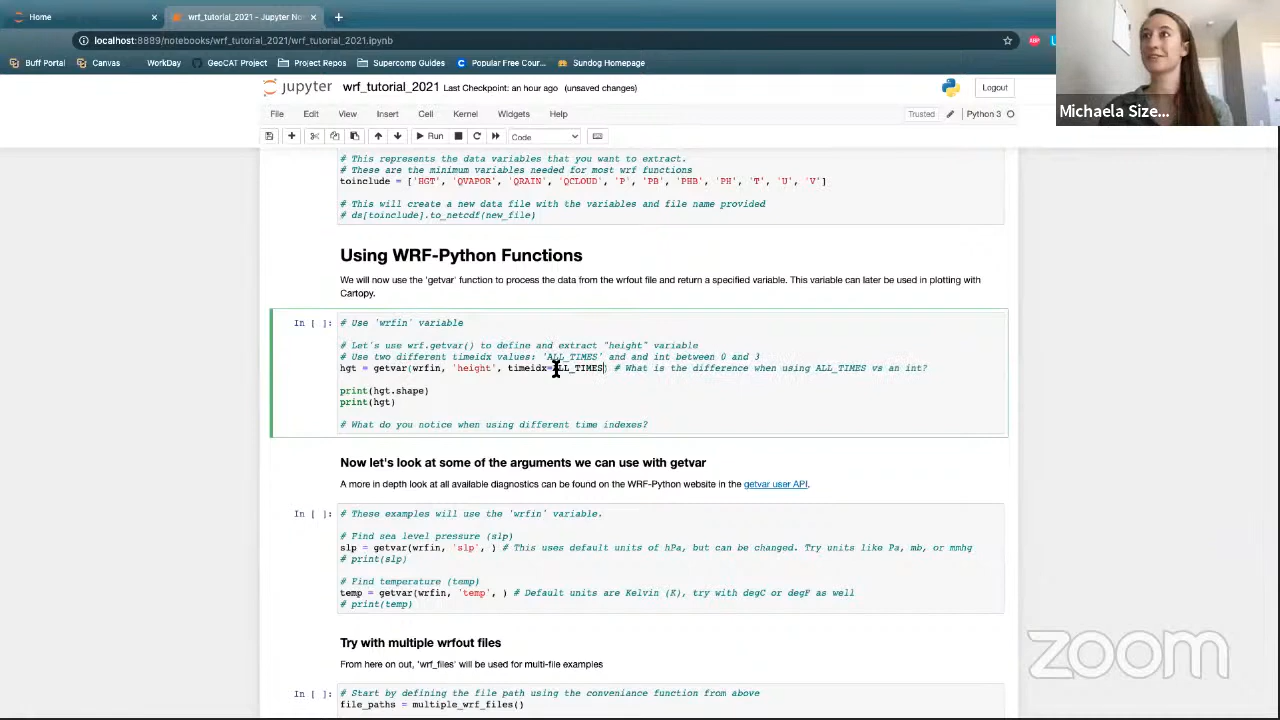 Home
wrf_tutorial_2021 - Jupyter No
localhost:8889/notebooks/wrf_tutorial_2021/wrf_tutorial_2021.ipynb
Buff Portal Canvas WorkDay GeoCAT Project Project Repos Supercomp Guides Popular Free Cour... Sundog Homepage
Michaela Size...
jupyter wrf_tutorial_2021 Last Checkpoint: an hour ago (unsaved changes) Logout
File Edit View Insert Cell Kernel Widgets Help Trusted Python 3
Run Code
# This represents the data variables that you want to extract.
# These are the minimum variables needed for most wrf functions
toinclude = ['HGT', 'QVAPOR', 'QRAIN', 'QCLOUD', 'P', 'PB', 'PHB', 'PH', 'T', 'U', 'V']
# This will create a new data file with the variables and file name provided
# ds[toinclude].to_netcdf(new_file)
Using WRF-Python Functions
We will now use the 'getvar' function to process the data from the wrfout file and return a specified variable. This variable can later be used in plotting with
Cartopy.
In [ ]: # Use 'wrfin' variable
# Let's use wrf.getvar() to define and extract "height" variable
# Use two different timeidx values: 'ALL_TIMES' and and int between 0 and 3
hgt = getvar(wrfin, 'height', timeidx=ALL_TIMES) # What is the difference when using ALL_TIMES vs an int?
print(hgt.shape)
print(hgt)
# What do you notice when using different time indexes?
Now let's look at some of the arguments we can use with getvar
A more in depth look at all available diagnostics can be found on the WRF-Python website in the getvar user API.
In [ ]: # These examples will use the 'wrfin' variable.
# Find sea level pressure (slp)
slp = getvar(wrfin, 'slp', ) # This uses default units of hPa, but can be changed. Try units like Pa, mb, or mmhg
# print(slp)
# Find temperature (temp)
temp = getvar(wrfin, 'temp', ) # Default units are Kelvin (K), try with degC or degF as well
# print(temp)
Try with multiple wrfout files
From here on out, 'wrf_files' will be used for multi-file examples
zoom
In [ ]: # Start by defining the file path using the conveniance function from above
file_paths = multiple_wrf_files()